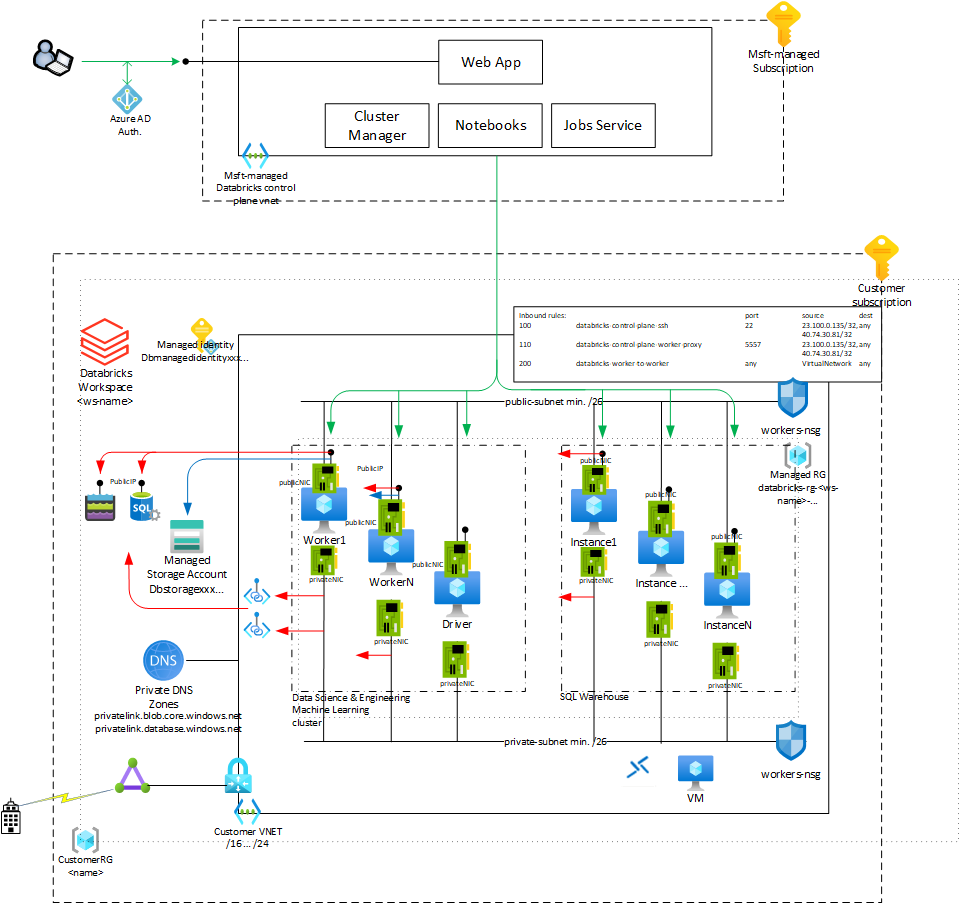 Web App
Msft-managed
Subscription
Azure AD
Auth.
Cluster
Manager
Notebooks
Jobs Service
Msft-managed
Databricks control
plane vnet
Customer
subscription
Inbound rules: port source dest
100 databricks-control-plane-ssh 22 23.100.0.135/32, any
40.74.30.81/32
110 databricks-control-plane-worker-proxy 5557 23.100.0.135/32, any
40.74.30.81/32
200 databricks-worker-to-worker any VirtualNetwork any
Managed identity
Dbmanagedidentityxxx...
Databricks
Workspace
<ws-name>
public-subnet min. /26
workers-nsg
Managed RG
databricks-rg-<ws-
name>-...
PublicIP
PublicIP
publicNIC
publicNIC
publicNIC
publicNIC
publicNIC
publicNIC
SQL
Worker1
WorkerN
Driver
Instance1
Instance ...
InstanceN
Managed
Storage Account
Dbstoragexxx...
privateNIC
privateNIC
privateNIC
privateNIC
privateNIC
privateNIC
DNS
Private DNS
Zones
privatelink.blob.core.windows.net
privatelink.database.windows.net
Data Science & Engineering
Machine Learning
cluster
SQL Warehouse
private-subnet min. /26
workers-nsg
VM
Customer VNET
/16 ... /24
CustomerRG
<name>